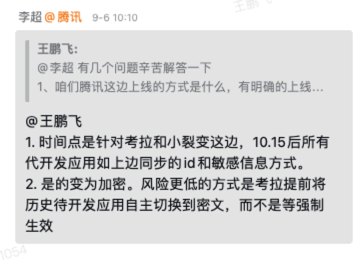 王鹏飞
李超@腾讯 9-6 10:10
王鹏飞:
@李超 有几个问题辛苦解答一下
1、咱们腾讯这边上线的方式是什么，有明确的上线...
@王鹏飞
1. 时间点是针对考拉和小裂变这边，10.15后所有
代开发应用如上边同步的id和敏感信息方式。
2. 是的变为加密。风险更低的方式是考拉提前将
历史待开发应用自主切换到密文，而不是等强制
生效
1054